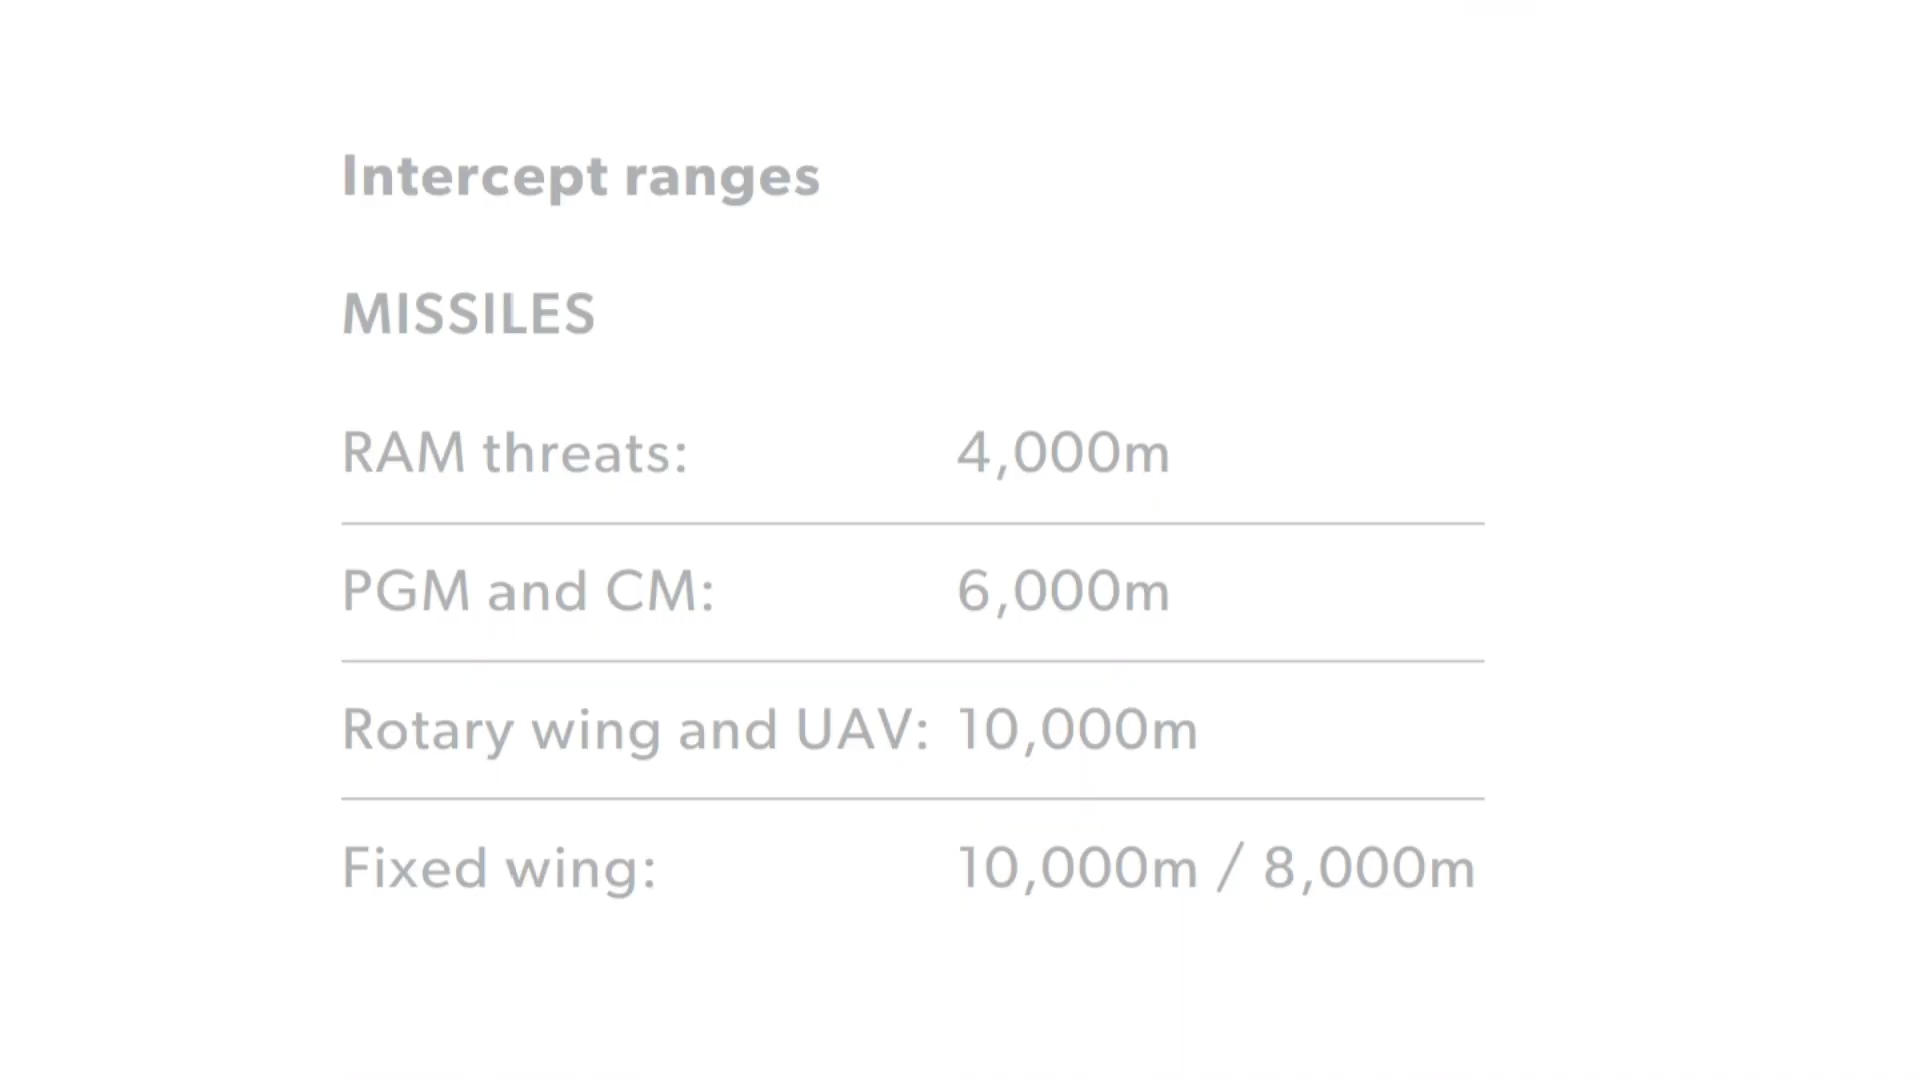 Intercept ranges
MISSILES
RAM threats: 4,000m
PGM and CM: 6,000m
Rotary wing and UAV: 10,000m
Fixed wing: 10,000m / 8,000m